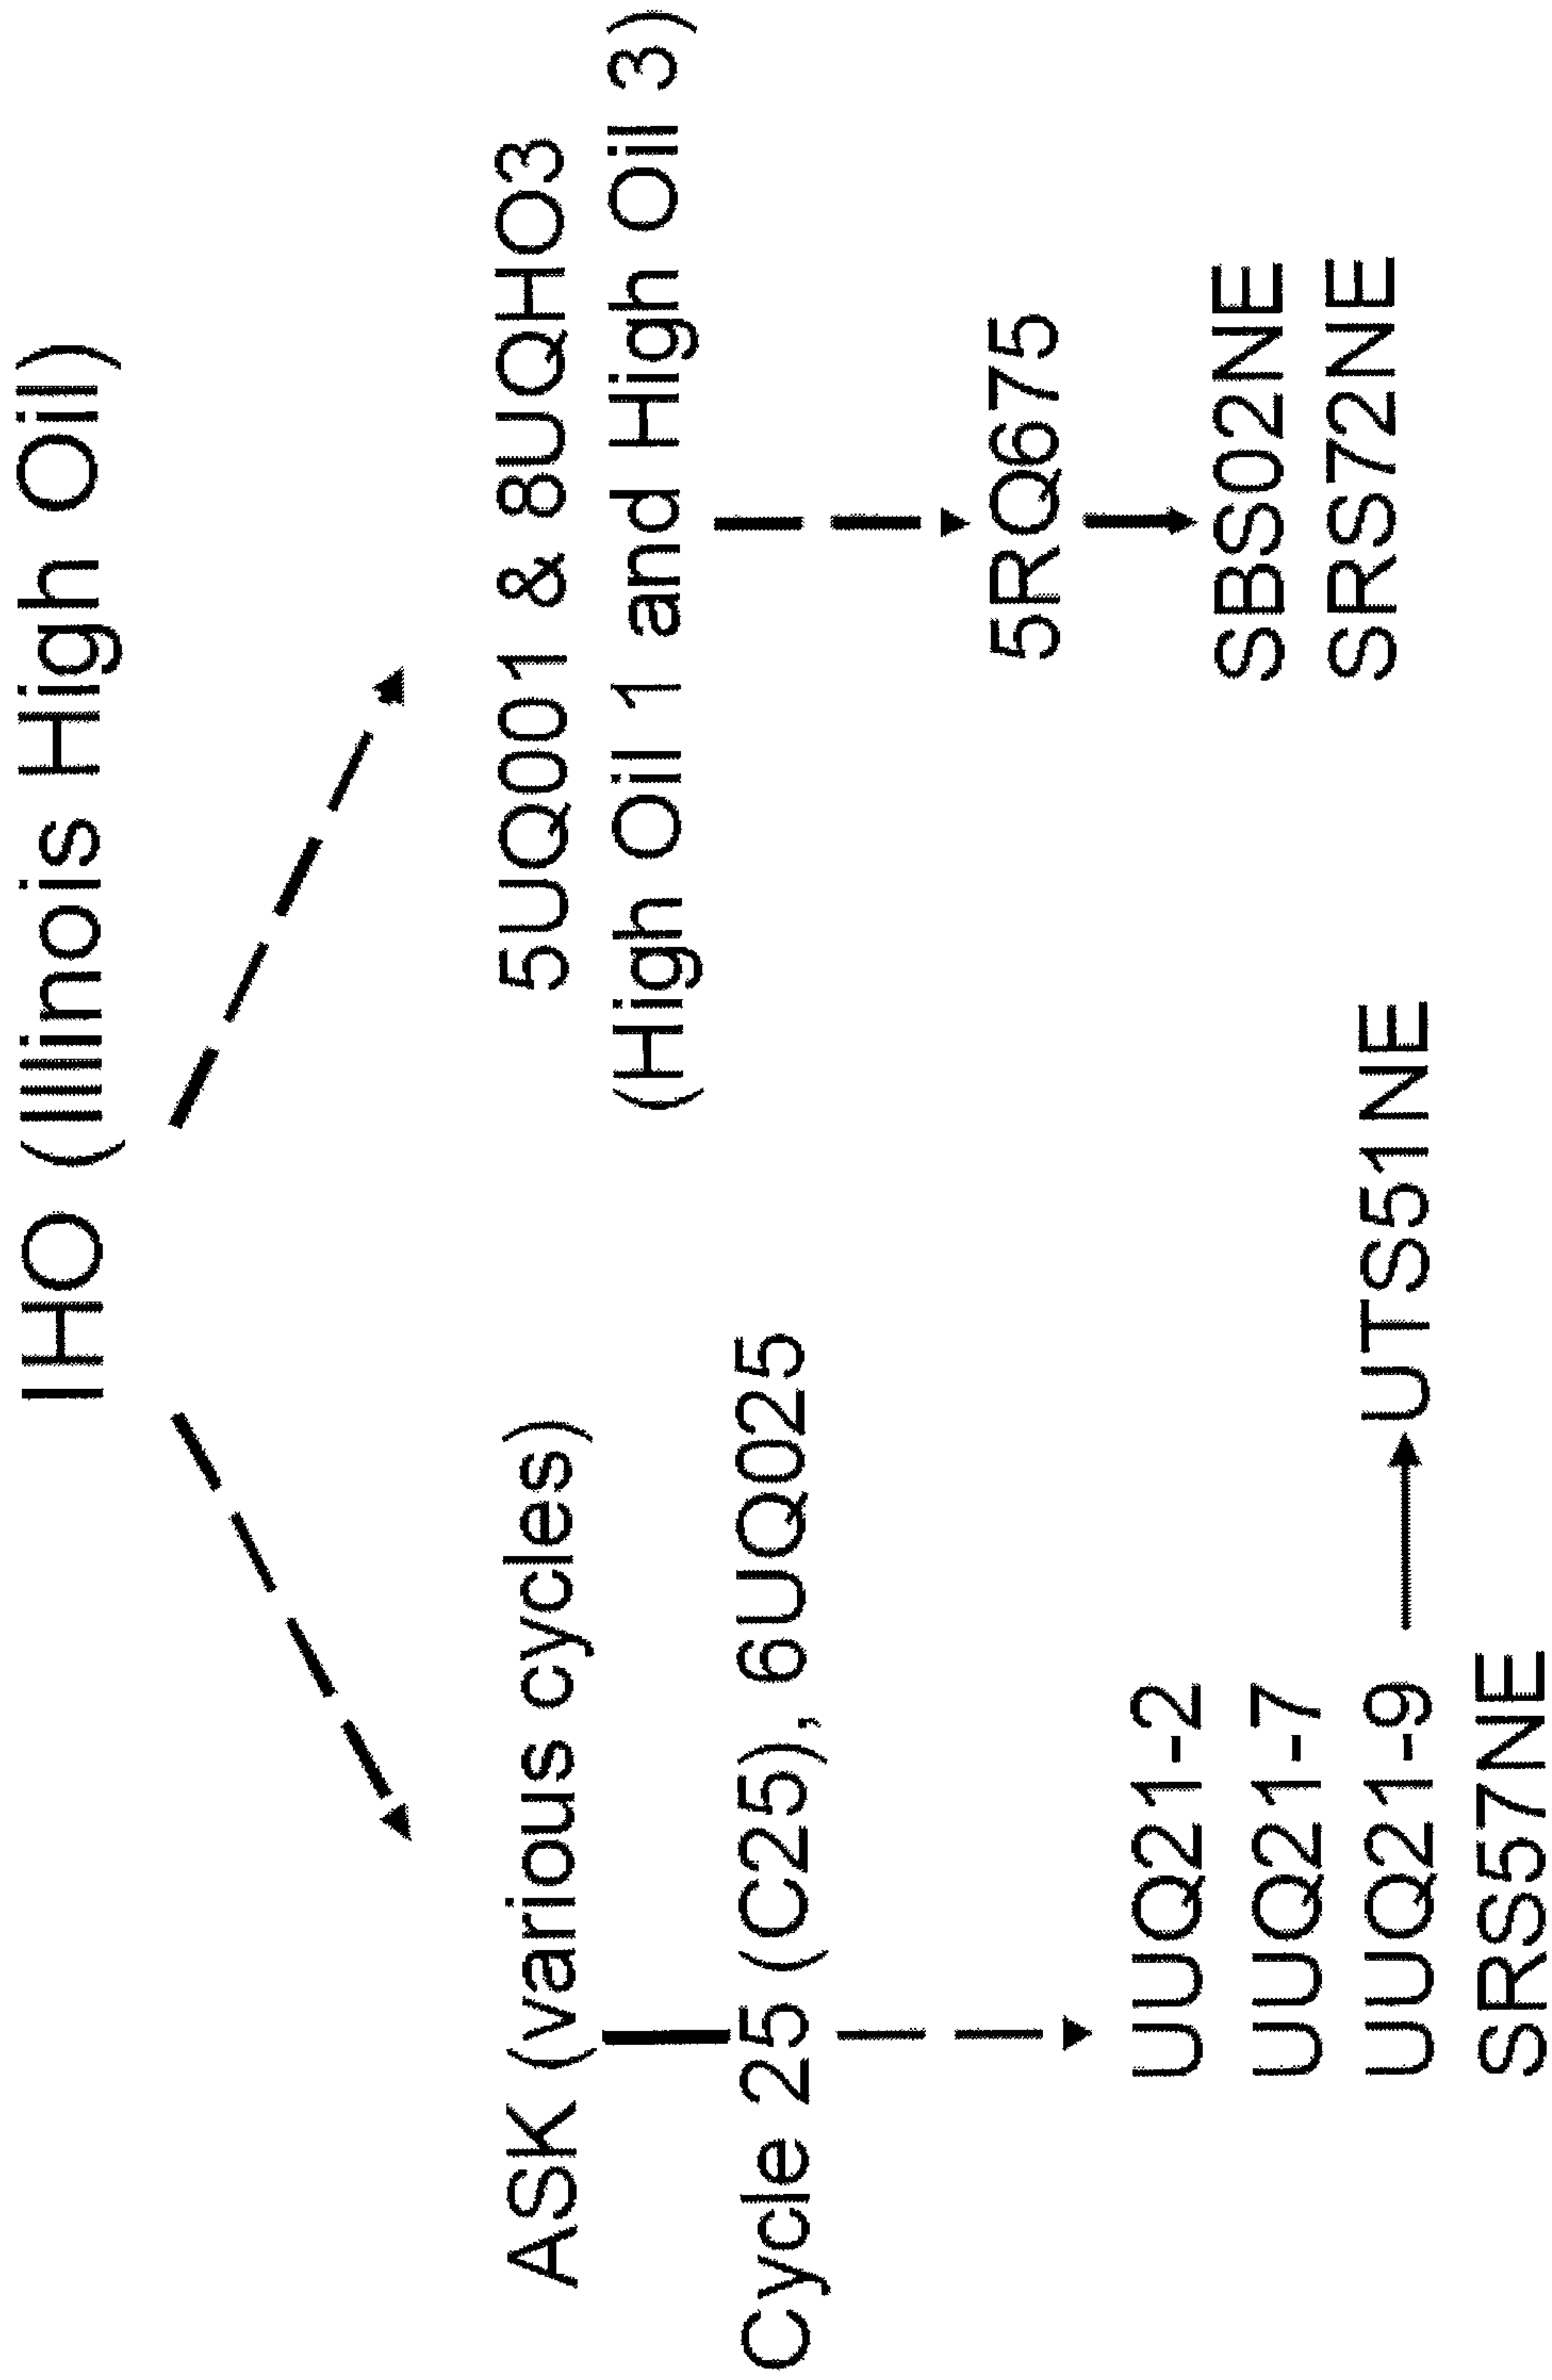 IHO (Illinois High Oil)
ASK (various cycles)
Cycle 25 (C25), 6UQ025
UUQ21-2
UUQ21-7
UUQ21-9
SRS57NE
UTS51NE
5UQ001 & 8UQHO3
(High Oil 1 and High Oil 3)
5RQ675
SBS02NE
SRS72NE